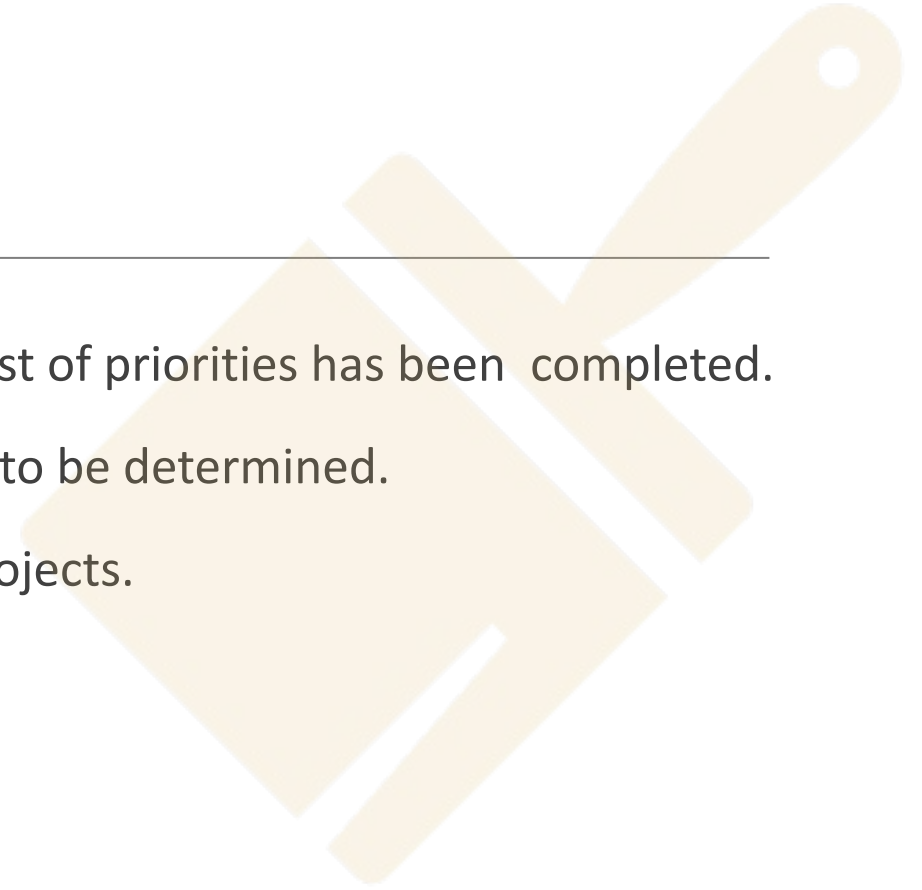 st of priorities has been  completed.
to be determined.
ojects.